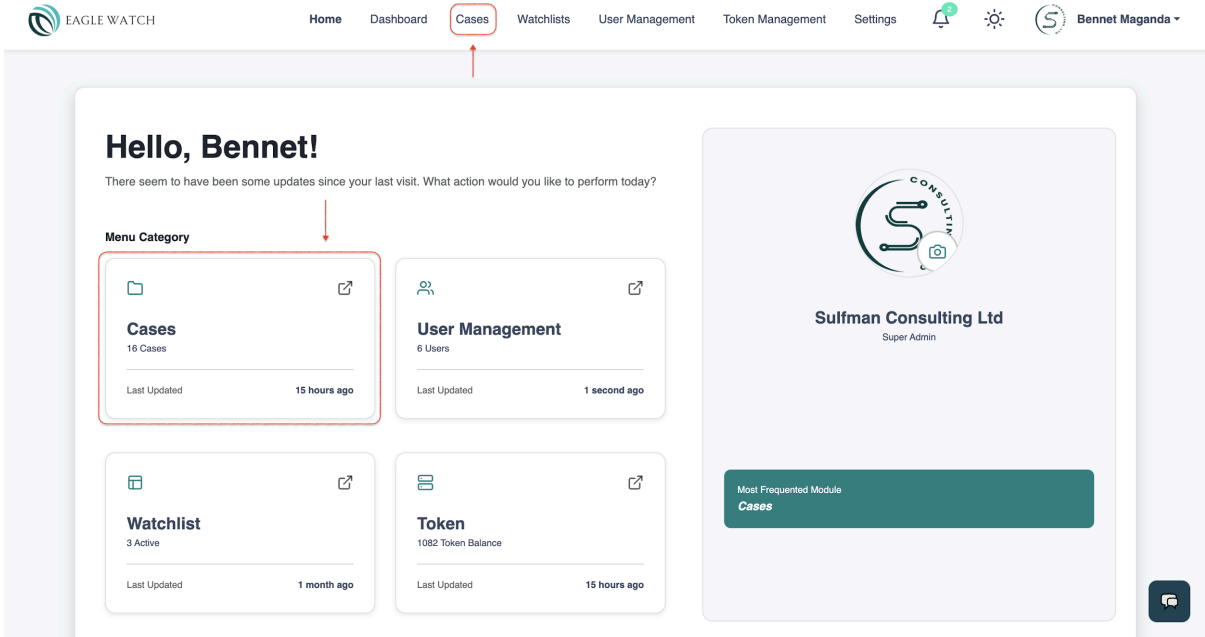 EAGLE WATCH
Home Dashboard Cases Watchlists User Management Token Management Settings 2 Bennet Maganda
Hello, Bennet!
There seem to have been some updates since your last visit. What action would you like to perform today?
Menu Category
Cases
16 Cases
Last Updated 15 hours ago
User Management
6 Users
Last Updated 1 second ago
Watchlist
3 Active
Last Updated 1 month ago
Token
1082 Token Balance
Last Updated 15 hours ago
Sulfman Consulting Ltd
Super Admin
Most Frequented Module
Cases